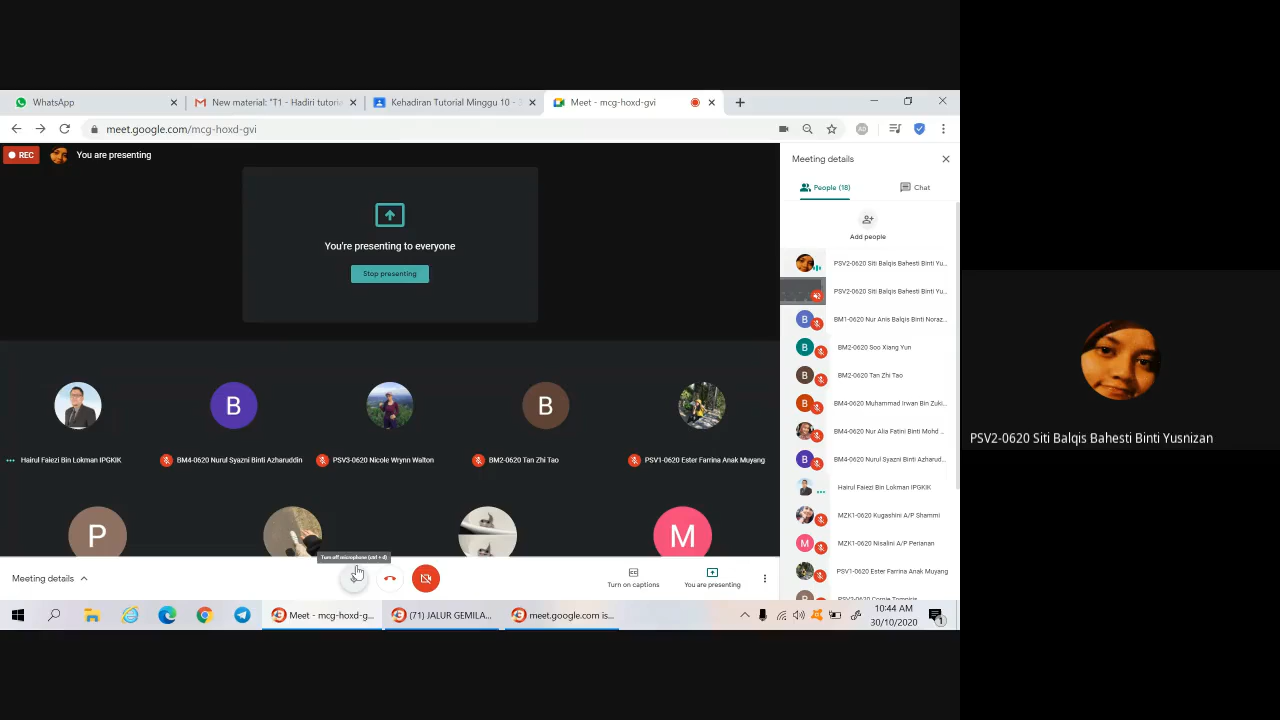 WhatsApp
New material: "T1 - Hadiri tutoria
Kehadiran Tutorial Minggu 10 - 3
Meet - mcg-hoxd-gvi
meet.google.com/mcg-hoxd-gvi
REC
You are presenting
Meeting details
People (18)
Chat
Add people
You're presenting to everyone
Stop presenting
PSV2-0620 Siti Balqis Bahesti Binti Yu...
PSV2-0620 Siti Balqis Bahesti Binti Yu...
BM1-0620 Nur Anis Balqis Binti Noraz...
BM2-0620 Soo Xiang Yun
BM2-0620 Tan Zhi Tao
BM4-0620 Muhammad Irwan Bin Zuki...
BM4-0620 Nur Alia Fatini Binti Mohd ...
BM4-0620 Nurul Syazni Binti Azharud...
Hairul Faiezi Bin Lokman IPGKIK
MZK1-0620 Kugashini A/P Shammi
MZK1-0620 Nisalini A/P Perianan
PSV1-0620 Ester Farrina Anak Muyang
B
B
B
B
B
B
M
B
B
Hairul Faiezi Bin Lokman IPGKIK
BM4-0620 Nurul Syazni Binti Azharuddin
PSV3-0620 Nicole Wrynn Walton
BM2-0620 Tan Zhi Tao
PSV1-0620 Ester Farrina Anak Muyang
P
M
Turn off microphone (ctrl + d)
Meeting details
Turn on captions
You are presenting
Meet - mcg-hoxd-g...
(71) JALUR GEMILA...
meet.google.com is...
10:44 AM
30/10/2020
1
PSV2-0620 Siti Balqis Bahesti Binti Yusnizan